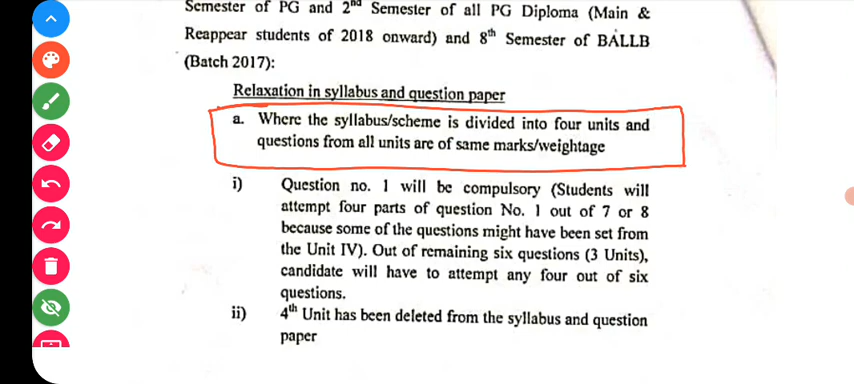 Semester of PG and 2nd Semester of all PG Diploma (Main &
Reappear students of 2018 onward) and 8th Semester of BALLB
(Batch 2017):
Relaxation in syllabus and question paper
a. Where the syllabus/scheme is divided into four units and
questions from all units are of same marks/weightage
i) Question no. 1 will be compulsory (Students will
attempt four parts of question No. 1 out of 7 or 8
because some of the questions might have been set from
the Unit IV). Out of remaining six questions (3 Units),
candidate will have to attempt any four out of six
questions.
ii) 4th Unit has been deleted from the syllabus and question
paper